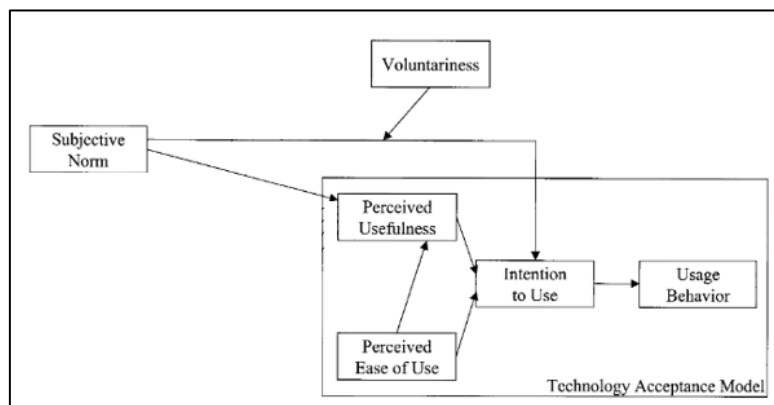 Voluntariness
Subjective
Norm
Perceived
Usefulness
Intention
to Use
Usage
Behavior
Perceived
Ease of Use
Technology Acceptance Model